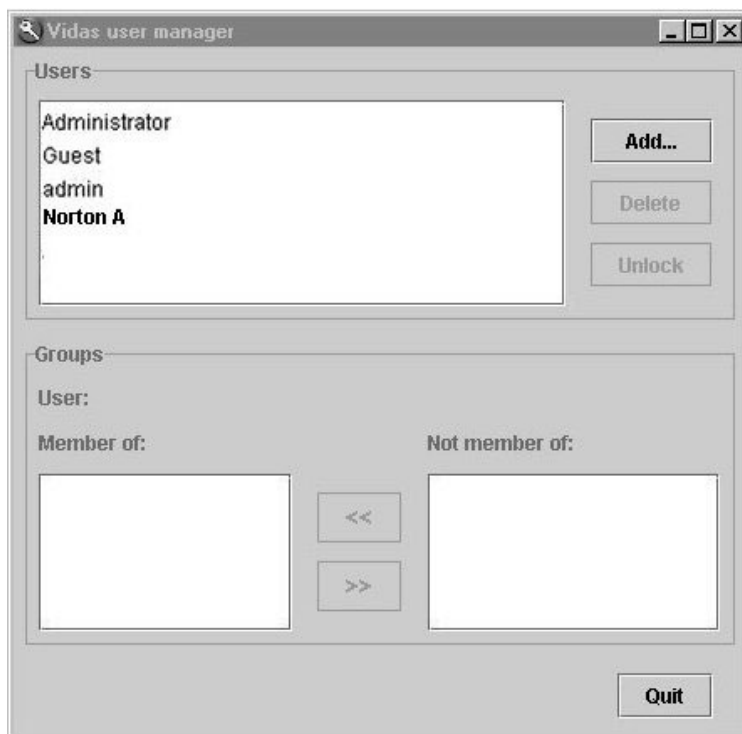 Vidas user manager
Users
Administrator
Guest
admin
Norton A
Add...
Delete
Unlock
Groups
User:
Member of:
Not member of:
<<
>>
Quit